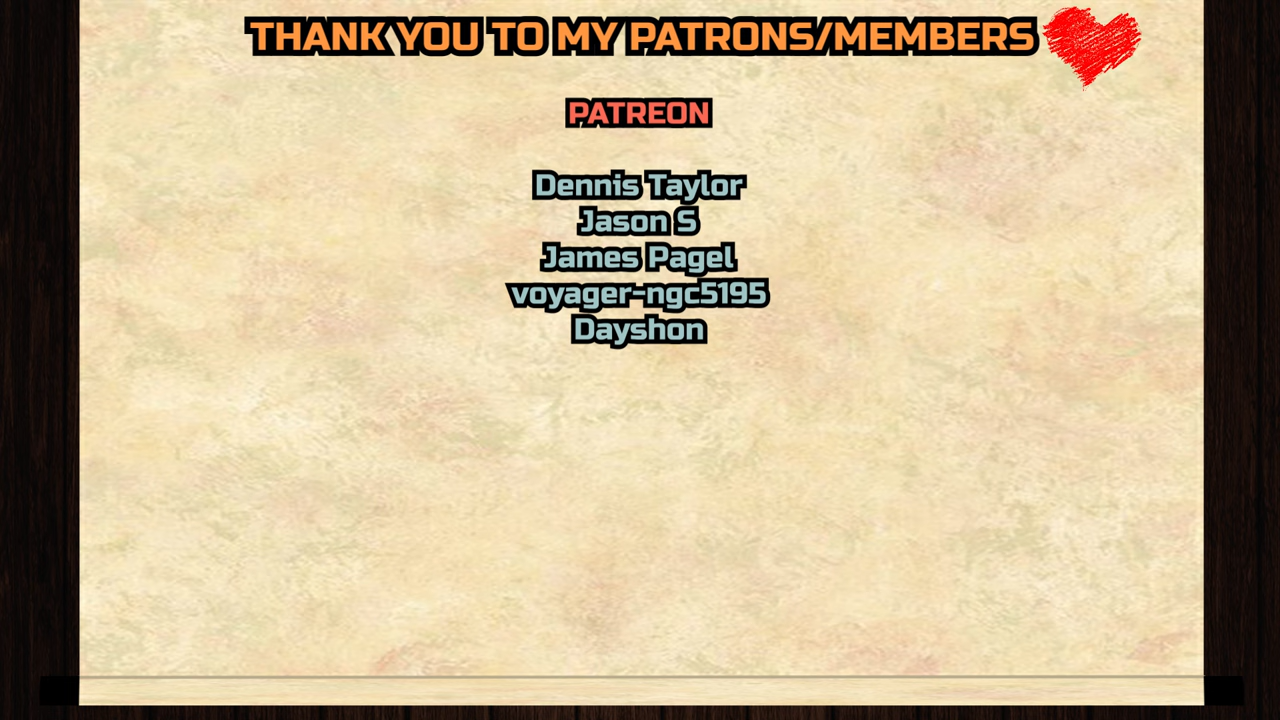 THANK YOU TO MY PATRONS/MEMBERS
PATREON
Dennis Taylor
Jason S
James Pagel
voyager-ngc5195
Dayshon